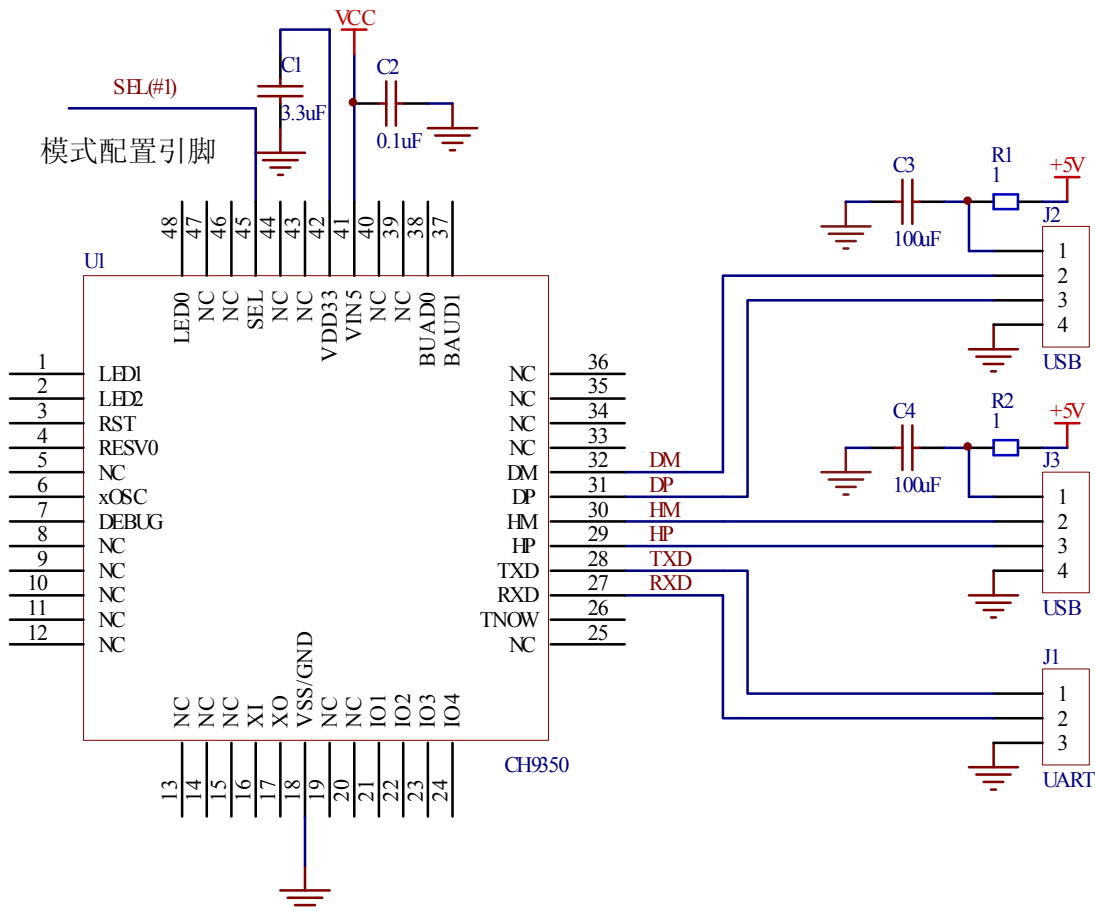 VCC
C1
3.3uF
C2
0.1uF
SEL(#1)
模式配置引脚
C3
100uF
R1
1
+5V
J2
1
2
3
4
USB
48
47
46
45
44
43
42
41
40
39
38
37
U1
LED0
NC
NC
SEL
NC
NC
VDD33
VIN5
NC
NC
BUAD0
BAUD1
1 LED1
2 LED2
3 RST
4 RESV0
5 NC
6 xOSC
7 DEBUG
8 NC
9 NC
10 NC
11 NC
12 NC
NC 36
NC 35
NC 34
NC 33
DM 32 DM
DP 31 DP
HM 30 HM
HP 29 HP
TXD 28 TXD
RXD 27 RXD
TNOW 26
NC 25
C4
100uF
R2
1
+5V
J3
1
2
3
4
USB
J1
1
2
3
UART
NC
NC
NC
XI
XO
VSS/GND
NC
NC
IO1
IO2
IO3
IO4
13
14
15
16
17
18
19
20
21
22
23
24
CH9350